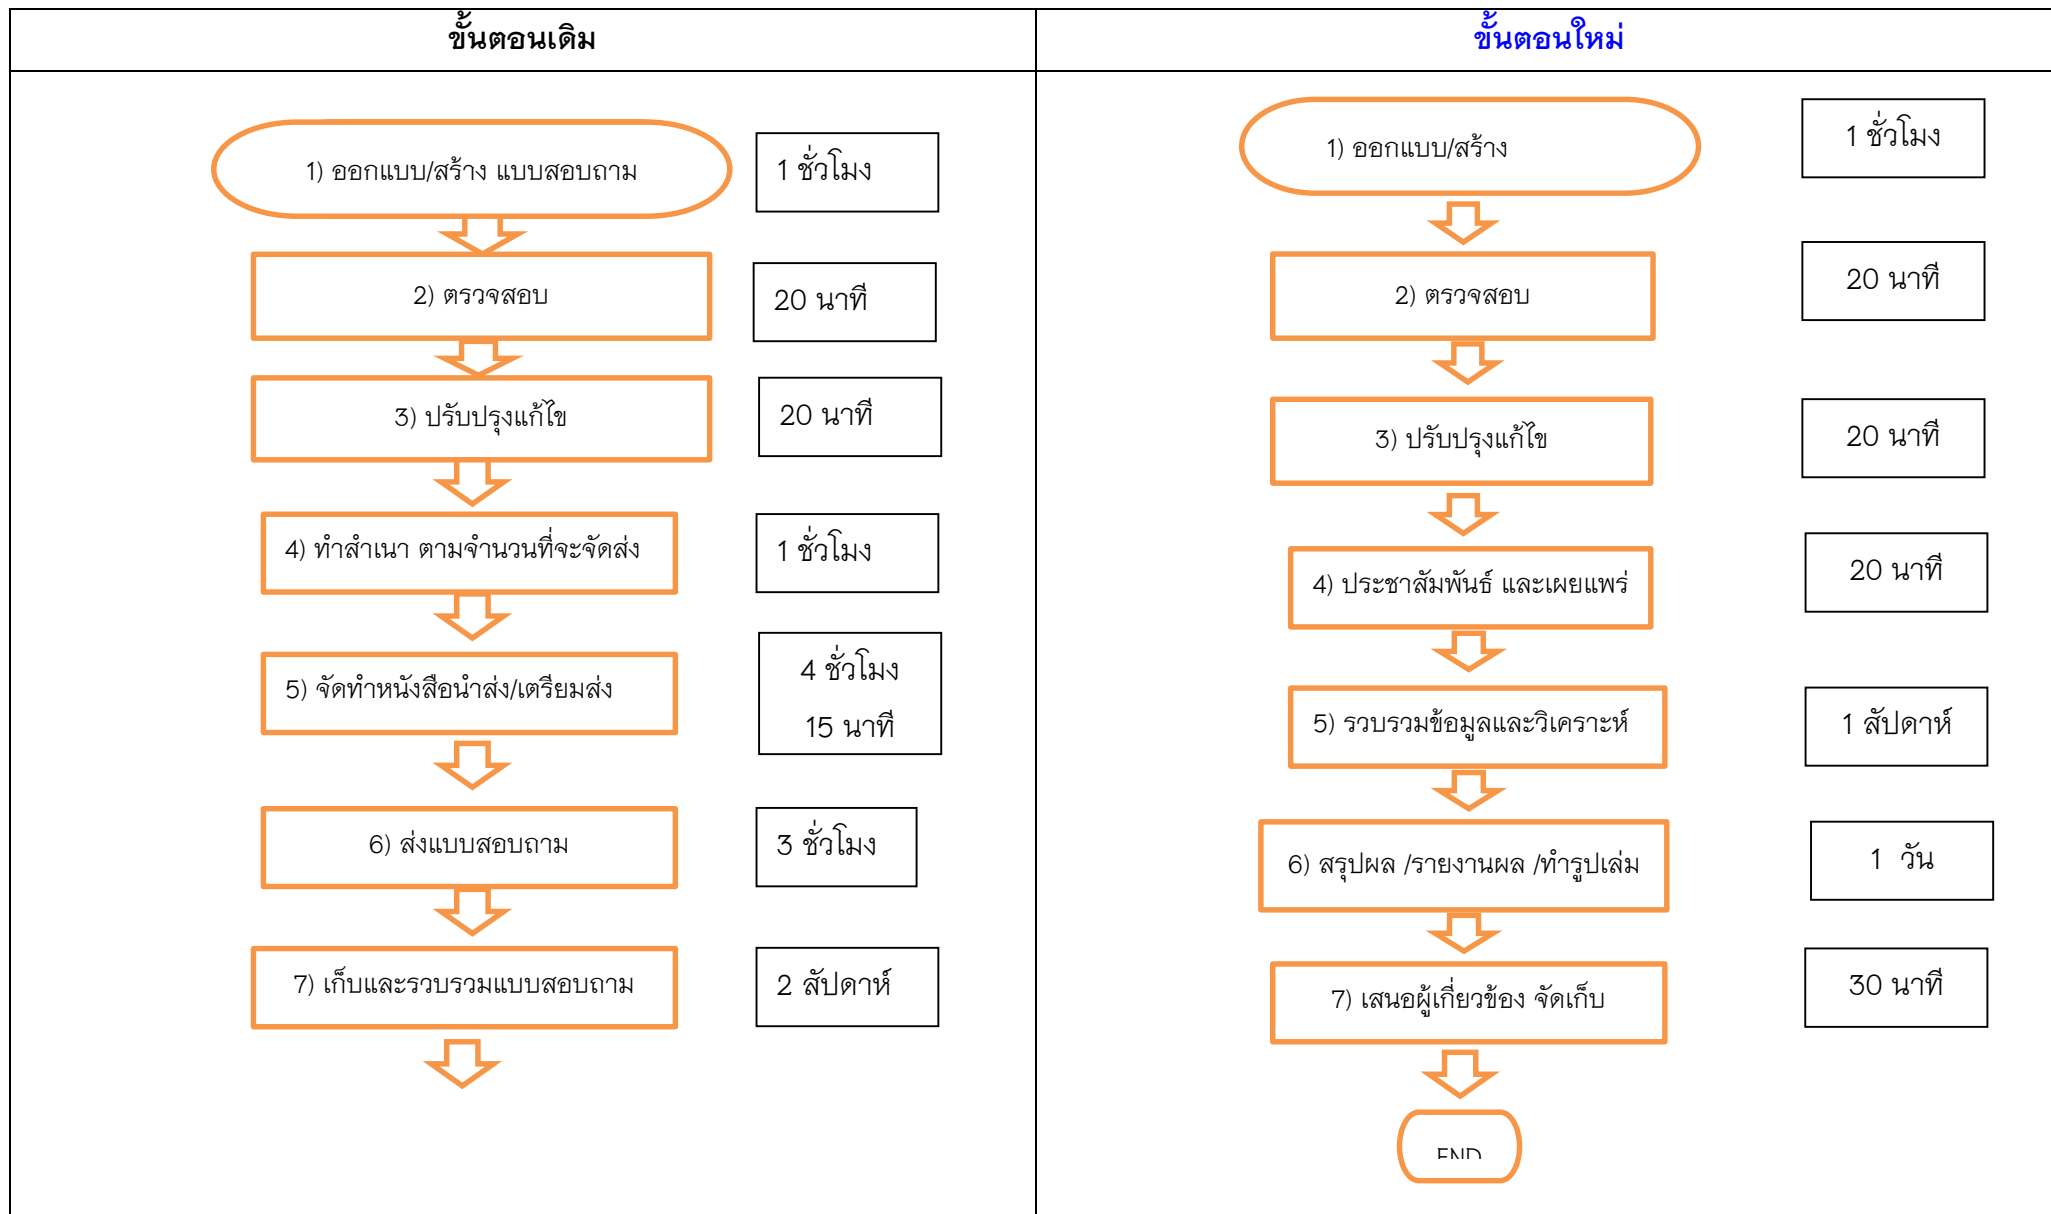 ขั้นตอนเดิม
1) ออกแบบ/สร้าง แบบสอบถาม
1 ชั่วโมง
2) ตรวจสอบ
20 นาที
3) ปรับปรุงแก้ไข
20 นาที
4) ทำสำเนา ตามจำนวนที่จะจัดส่ง
1 ชั่วโมง
5) จัดทำหนังสือนำส่ง/เตรียมส่ง
4 ชั่วโมง
15 นาที
6) ส่งแบบสอบถาม
3 ชั่วโมง
7) เก็บและรวบรวมแบบสอบถาม
2 สัปดาห์
ขั้นตอนใหม่
1) ออกแบบ/สร้าง
1 ชั่วโมง
2) ตรวจสอบ
20 นาที
3) ปรับปรุงแก้ไข
20 นาที
4) ประชาสัมพันธ์ และเผยแพร่
20 นาที
5) รวบรวมข้อมูลและวิเคราะห์
1 สัปดาห์
6) สรุปผล /รายงานผล /ทำรูปเล่ม
1 วัน
7) เสนอผู้เกี่ยวข้อง จัดเก็บ
30 นาที
END